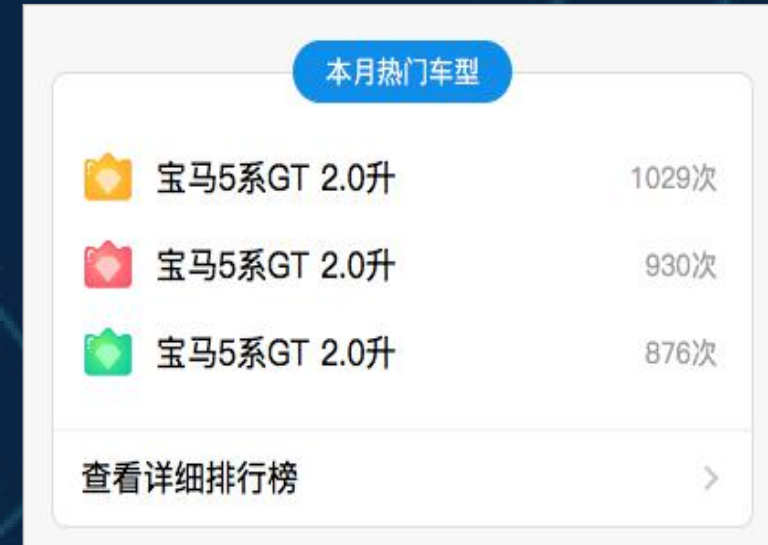 本月热门车型
宝马5系GT 2.0升 1029次
宝马5系GT 2.0升 930次
宝马5系GT 2.0升 876次
查看详细排行榜